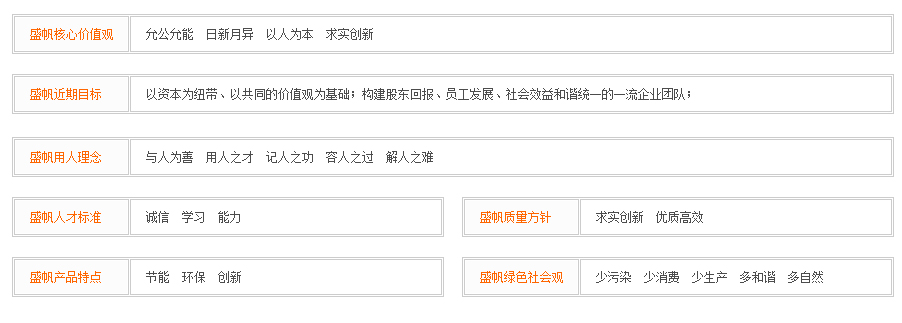 盛帆核心价值观 允公允能 日新月异 以人为本 求实创新
盛帆近期目标 以资本为纽带、以共同的价值观为基础；构建股东回报、员工发展、社会效益和谐统一的一流企业团队；
盛帆用人理念 与人为善 用人之才 记人之功 容人之过 解人之难
盛帆人才标准 诚信 学习 能力 盛帆质量方针 求实创新 优质高效
盛帆产品特点 节能 环保 创新 盛帆绿色社会观 少污染 少消费 少生产 多和谐 多自然